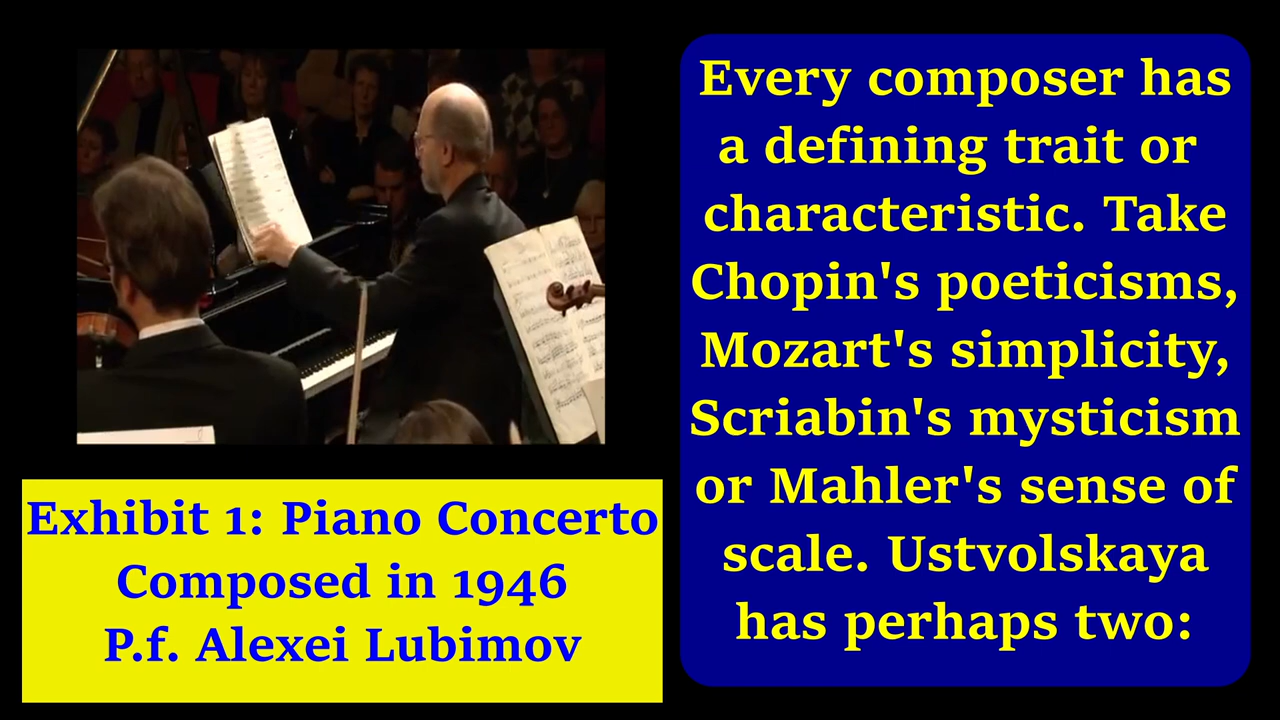 Exhibit 1: Piano Concerto
Composed in 1946
P.f. Alexei Lubimov
Every composer has
a defining trait or
characteristic. Take
Chopin's poeticisms,
Mozart's simplicity,
Scriabin's mysticism
or Mahler's sense of
scale. Ustvolskaya
has perhaps two: